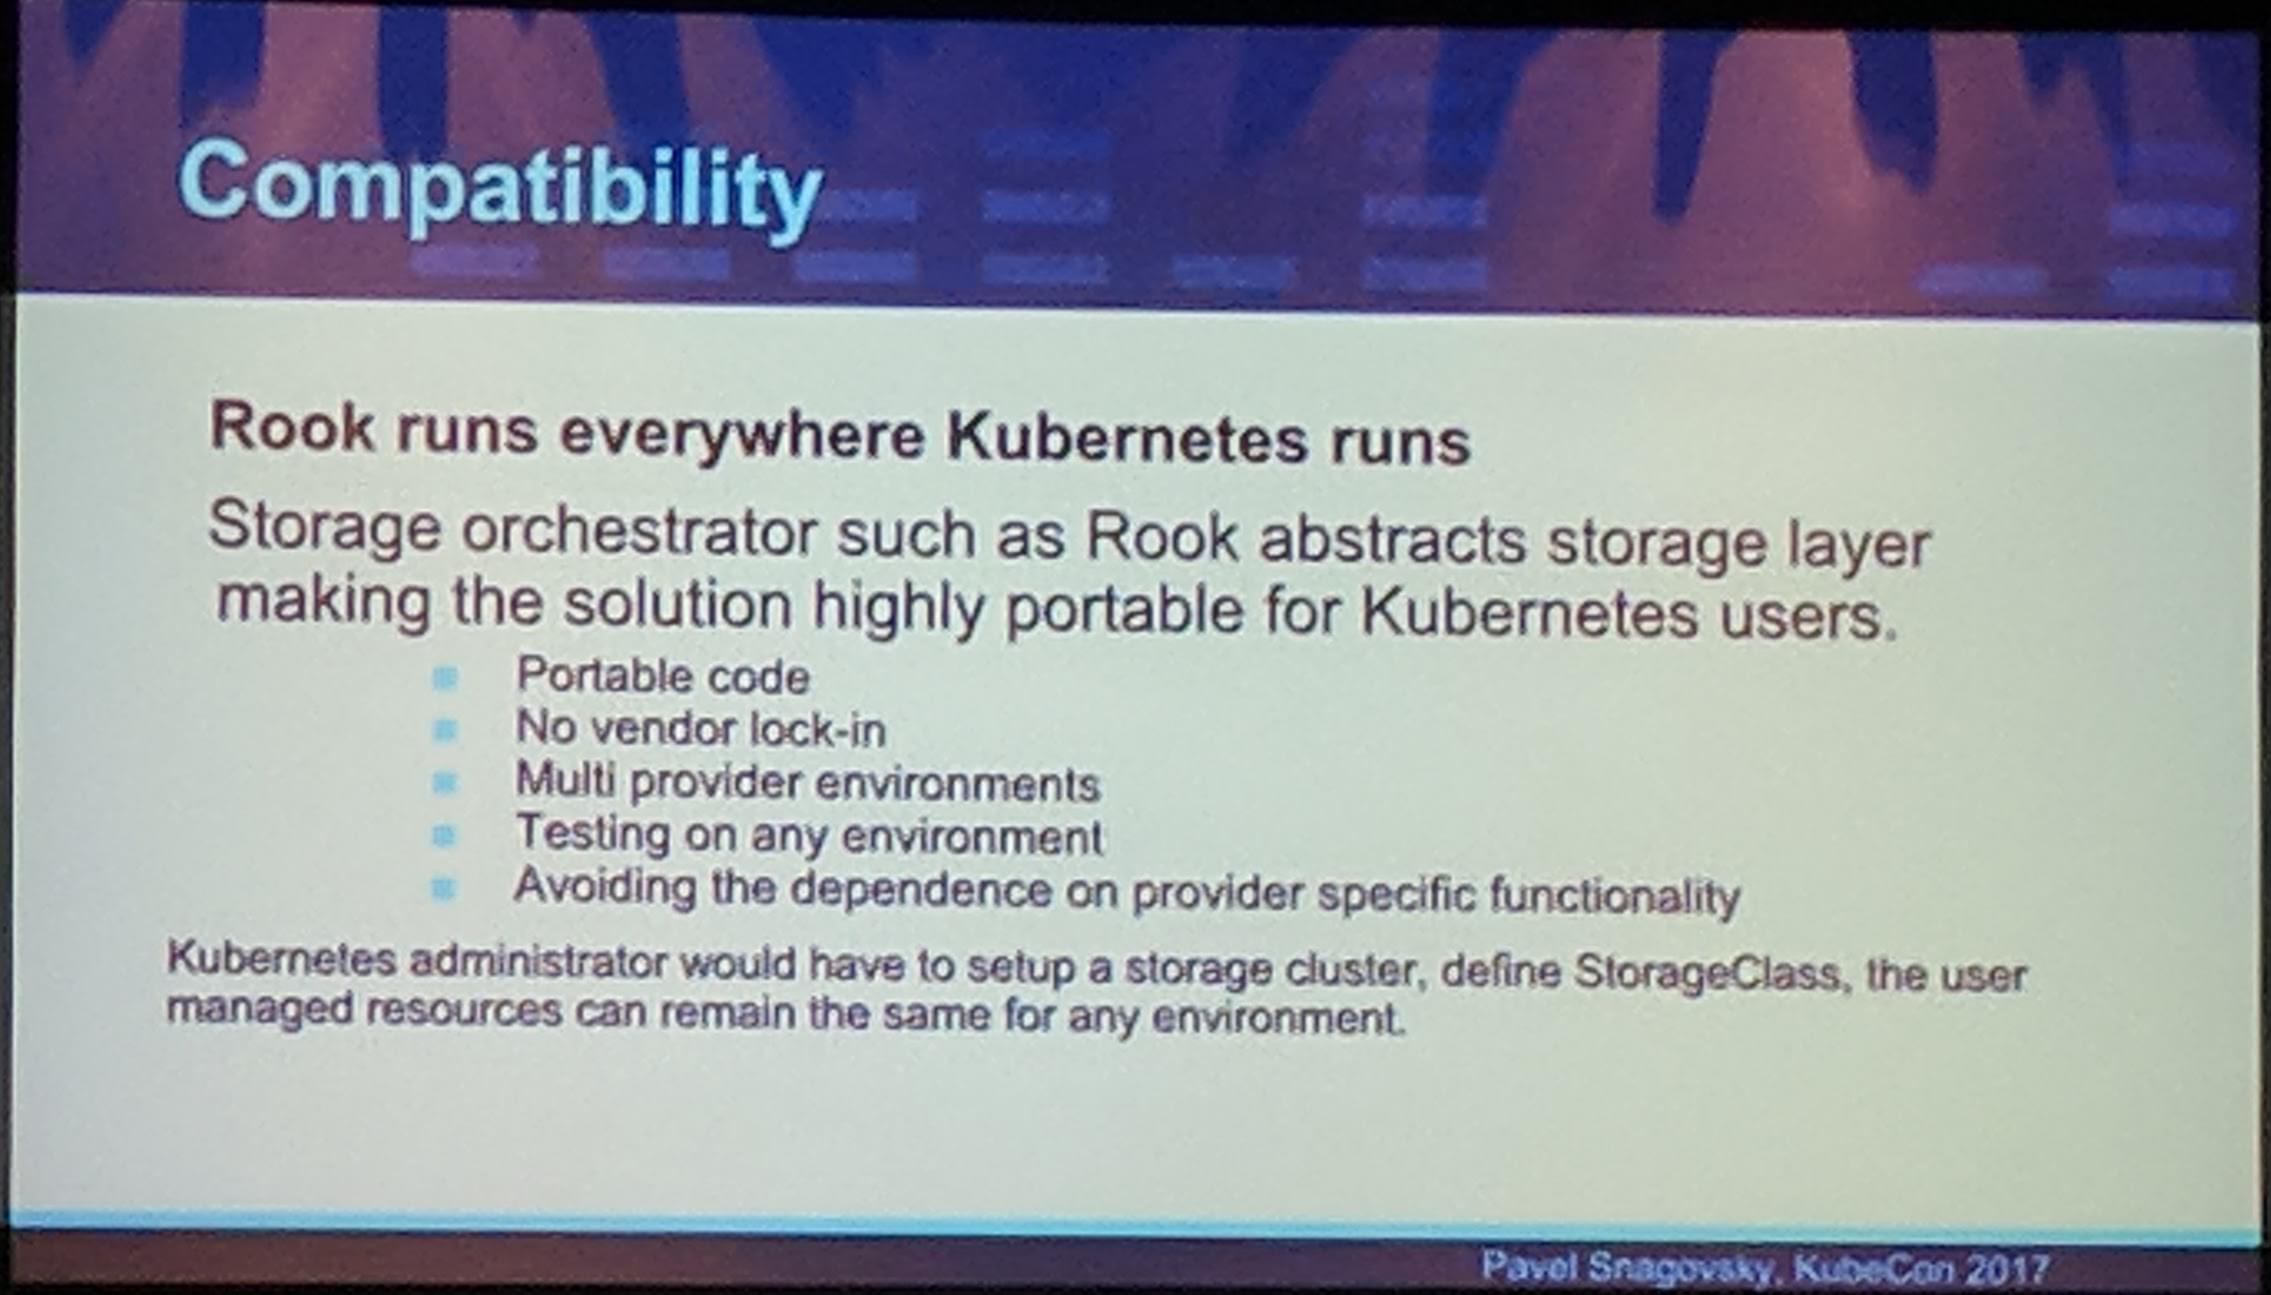 Compatibility
Rook runs everywhere Kubernetes runs
Storage orchestrator such as Rook abstracts storage layer
making the solution highly portable for Kubernetes users.
Portable code
No vendor lock-in
Multi provider environments
Testing on any environment
Avoiding the dependence on provider specific functionality
Kubernetes administrator would have to setup a storage cluster, define StorageClass, the user
managed resources can remain the same for any environment.
Pavel Snagovsky, KubeCon 2017